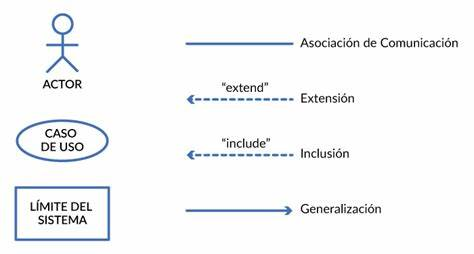 ACTOR
Asociación de Comunicación
“extend”
Extensión
CASO
DE USO
“include”
Inclusión
LÍMITE DEL
SISTEMA
Generalización